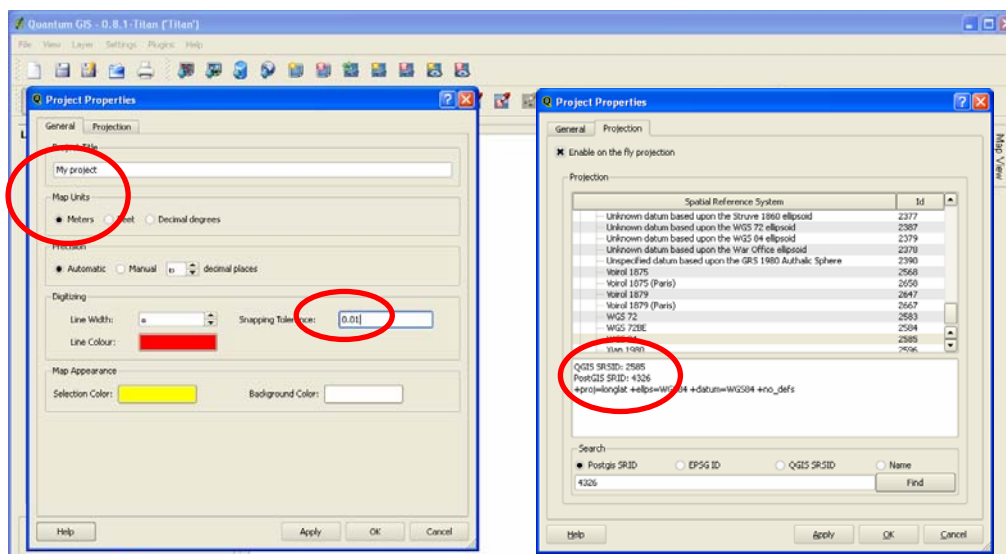 Quantum GIS - 0.8.1-Titan ('Titan')
File View Layer Settings Plugins Help
Project Properties
General Projection
Project Title
My project
Map Units
Meters Feet Decimal degrees
Precision
Automatic Manual decimal places
Digitizing
Line Width: Snapping Tolerance: 0.01
Line Colour:
Map Appearance
Selection Color: Background Color:
Help Apply OK Cancel
Project Properties
General Projection
Enable on the fly projection
Projection
Spatial Reference System Id
Unknown datum based upon the Struve 1860 ellipsoid 2377
Unknown datum based upon the WGS 72 ellipsoid 2387
Unknown datum based upon the WGS 84 ellipsoid 2379
Unknown datum based upon the War Office ellipsoid 2378
Unspecified datum based upon the GRS 1980 Authalic Sphere 2390
Voirol 1875 2568
Voirol 1875 (Paris) 2658
Voirol 1879 2647
Voirol 1879 (Paris) 2667
WGS 72 2583
WGS 72BE 2584
WGS 84 2585
Xian 1980 2596
QGIS SRSID: 2585
PostGIS SRID: 4326
+proj=longlat +ellps=WGS84 +datum=WGS84 +no_defs
Search
Postgis SRID EPSG ID QGIS SRSID Name
4326 Find
Help Apply OK Cancel
Map View